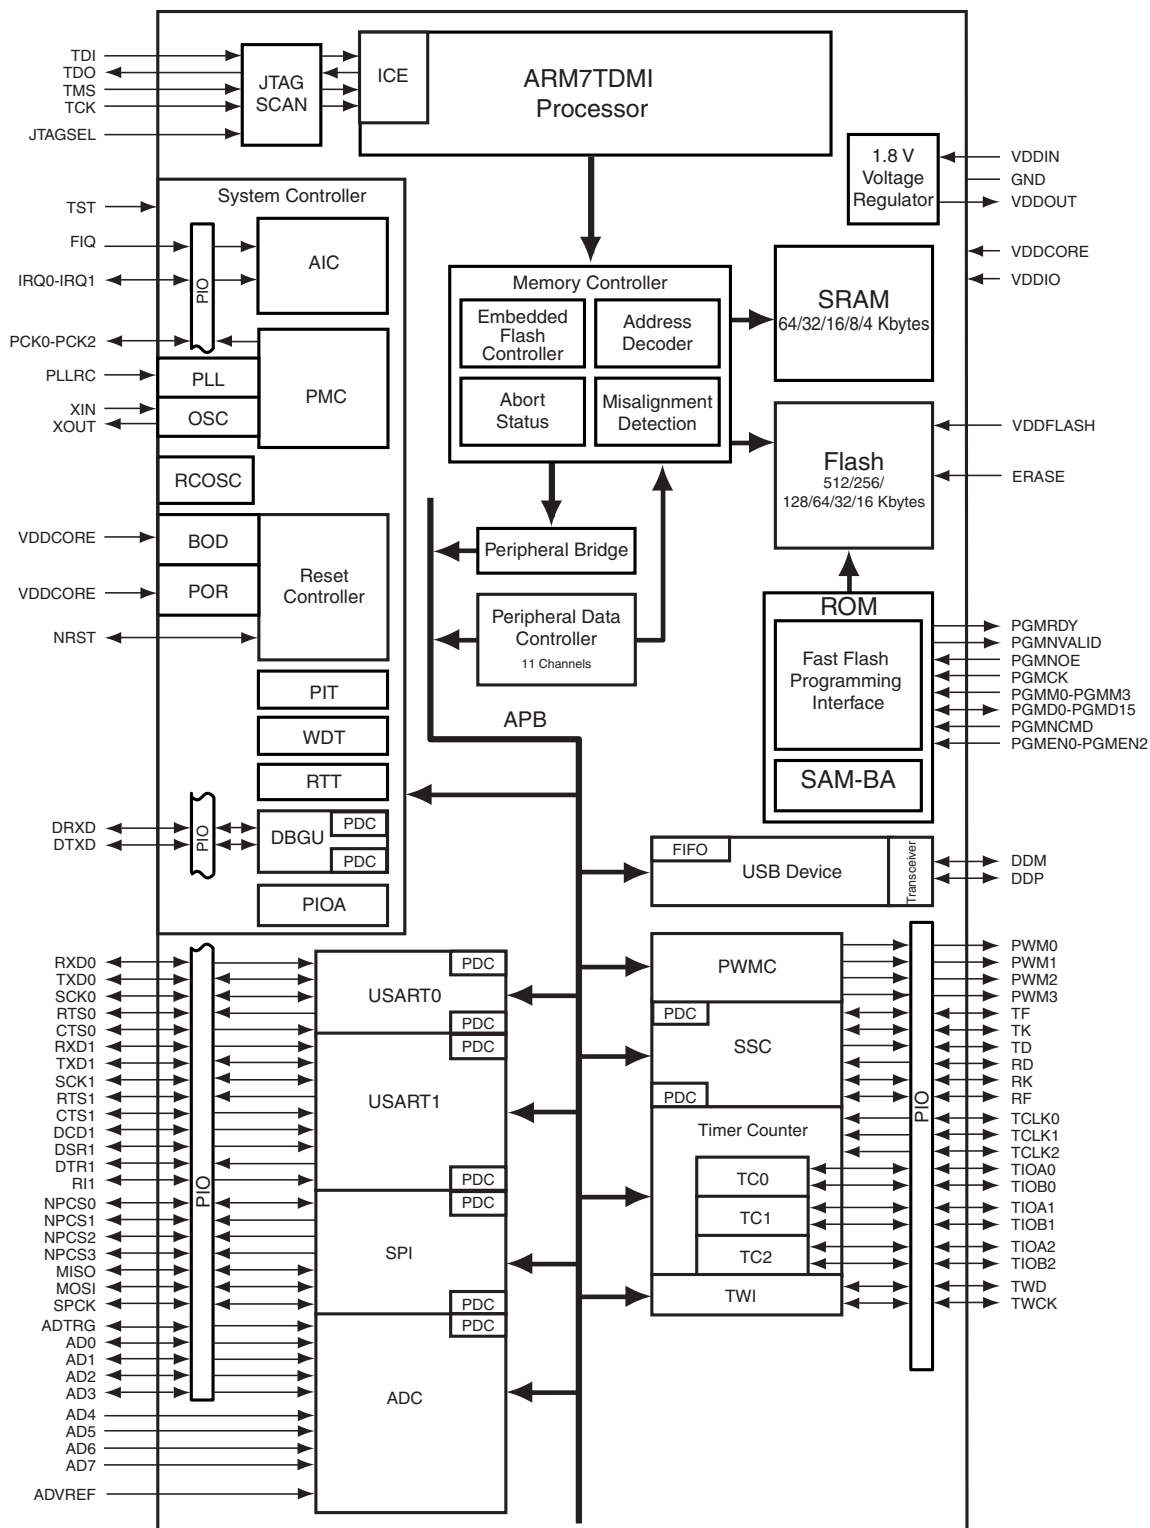 TDI
TDO
TMS
TCK
JTAGSEL
JTAG
SCAN
ICE
ARM7TDMI
Processor
1.8 V
Voltage
Regulator
VDDIN
GND
VDDOUT
VDDCORE
VDDIO
System Controller
TST
FIQ
IRQ0-IRQ1
PIO
AIC
PCK0-PCK2
PLLRC
XIN
XOUT
PLL
OSC
PMC
RCOSC
VDDCORE
VDDCORE
NRST
BOD
POR
Reset
Controller
PIT
WDT
RTT
DRXD
DTXD
PIO
DBGU
PDC
PDC
PIOA
Memory Controller
Embedded
Flash
Controller
Address
Decoder
Abort
Status
Misalignment
Detection
SRAM
64/32/16/8/4 Kbytes
Flash
512/256/
128/64/32/16 Kbytes
VDDFLASH
ERASE
Peripheral Bridge
Peripheral Data
Controller
11 Channels
APB
ROM
Fast Flash
Programming
Interface
SAM-BA
PGMRDY
PGMNVALID
PGMNOE
PGMCK
PGMM0-PGMM3
PGMD0-PGMD15
PGMNCMD
PGMEN0-PGMEN2
FIFO
USB Device
Transceiver
DDM
DDP
RXD0
TXD0
SCK0
RTS0
CTS0
RXD1
TXD1
SCK1
RTS1
CTS1
DCD1
DSR1
DTR1
RI1
NPCS0
NPCS1
NPCS2
NPCS3
MISO
MOSI
SPCK
ADTRG
AD0
AD1
AD2
AD3
AD4
AD5
AD6
AD7
ADVREF
PIO
PDC
USART0
PDC
PDC
USART1
PDC
PDC
SPI
PDC
PDC
ADC
PWMC
PDC
SSC
PDC
Timer Counter
TC0
TC1
TC2
TWI
PIO
PWM0
PWM1
PWM2
PWM3
TF
TK
TD
RD
RK
RF
TCLK0
TCLK1
TCLK2
TIOA0
TIOB0
TIOA1
TIOB1
TIOA2
TIOB2
TWD
TWCK